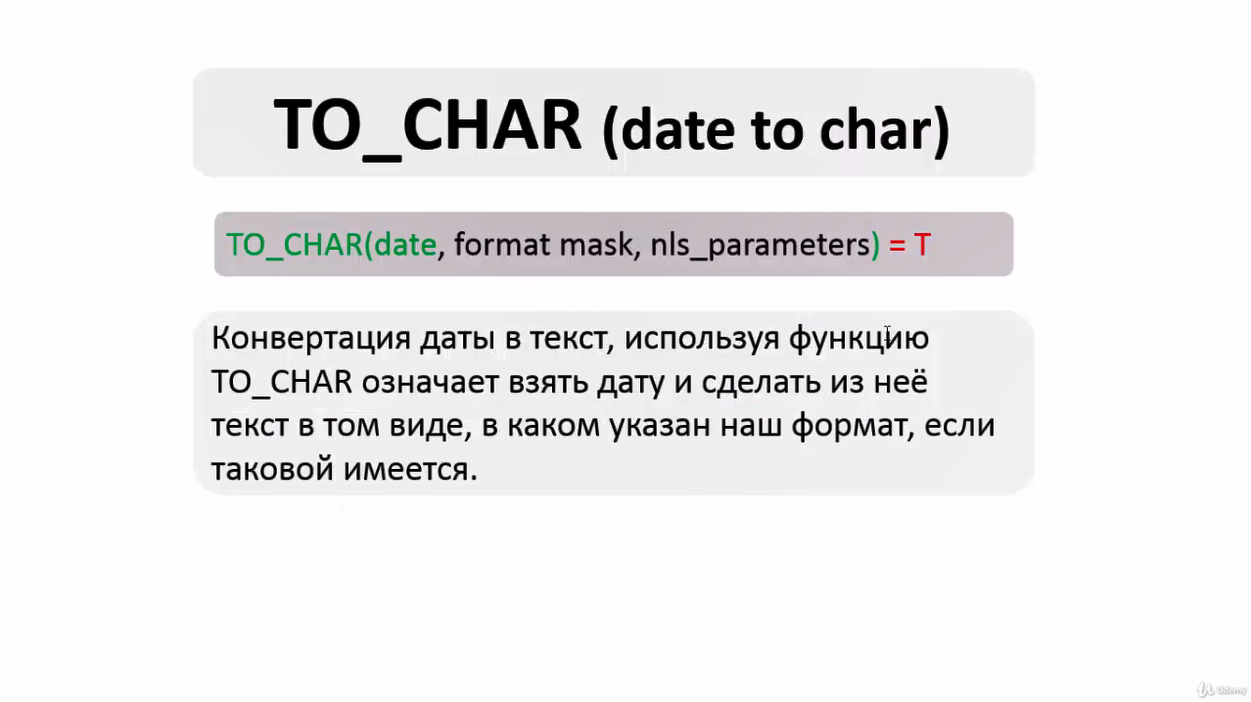 TO_CHAR (date to char)
TO_CHAR(date, format mask, nls_parameters) = T
Конвертация даты в текст, используя функцию
TO_CHAR означает взять дату и сделать из неё
текст в том виде, в каком указан наш формат, если
таковой имеется.
Udemy